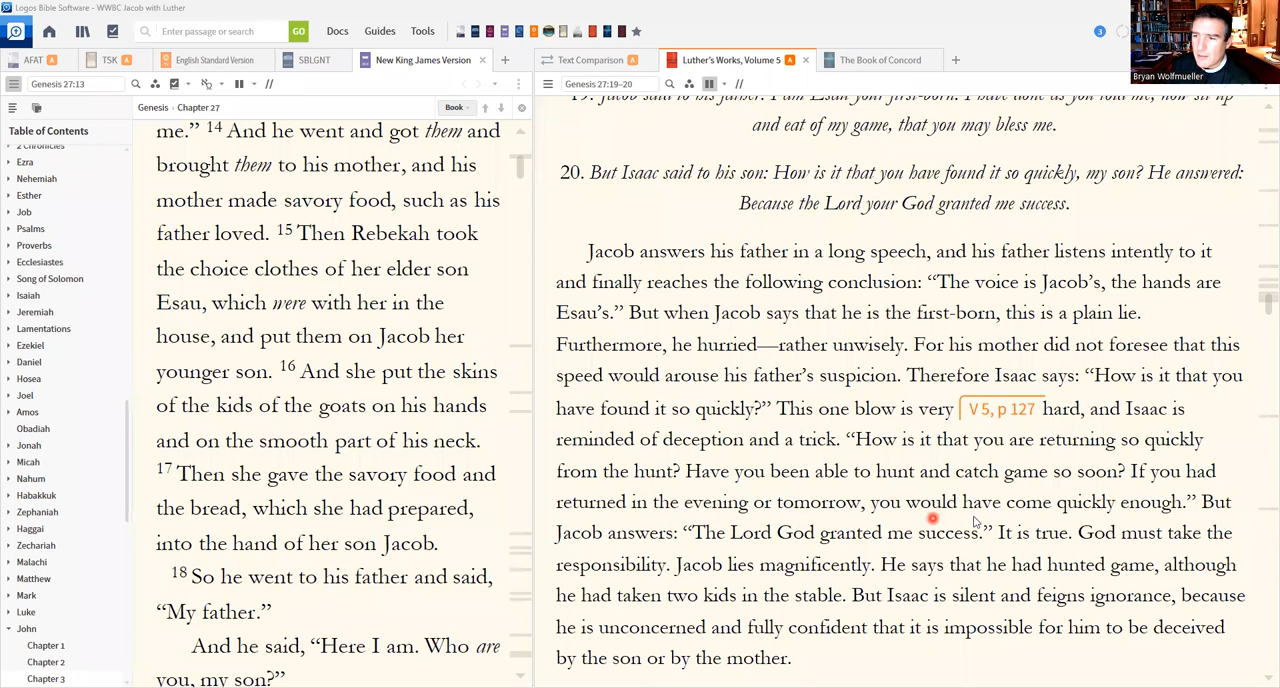 Logos Bible Software - WWBC Jacob with Luther
Enter passage or search
GO
Docs
Guides
Tools
3
Bryan Wolfmueller
AFAT A
TSK A
English Standard Version
SBLGNT
New King James Version
Text Comparison A
Luther's Works, Volume 5 A
The Book of Concord
Genesis 27:13
Genesis 27:19–20
Genesis › Chapter 27
Book
Table of Contents
2 Chronicles
Ezra
Nehemiah
Esther
Job
Psalms
Proverbs
Ecclesiastes
Song of Solomon
Isaiah
Jeremiah
Lamentations
Ezekiel
Daniel
Hosea
Joel
Amos
Obadiah
Jonah
Micah
Nahum
Habakkuk
Zephaniah
Haggai
Zechariah
Malachi
Matthew
Mark
Luke
John
Chapter 1
Chapter 2
Chapter 3
me.” 14 And he went and got them and
brought them to his mother, and his
mother made savory food, such as his
father loved. 15 Then Rebekah took
the choice clothes of her elder son
Esau, which were with her in the
house, and put them on Jacob her
younger son. 16 And she put the skins
of the kids of the goats on his hands
and on the smooth part of his neck.
17 Then she gave the savory food and
the bread, which she had prepared,
into the hand of her son Jacob.
18 So he went to his father and said,
“My father.”
And he said, “Here I am. Who are
you, my son?”
19. Jacob said to his father: I am Esau your first-born. I have done as you told me; now sit up
and eat of my game, that you may bless me.
20. But Isaac said to his son: How is it that you have found it so quickly, my son? He answered:
Because the Lord your God granted me success.
Jacob answers his father in a long speech, and his father listens intently to it
and finally reaches the following conclusion: “The voice is Jacob’s, the hands are
Esau’s.” But when Jacob says that he is the first-born, this is a plain lie.
Furthermore, he hurried—rather unwisely. For his mother did not foresee that this
speed would arouse his father’s suspicion. Therefore Isaac says: “How is it that you
have found it so quickly?” This one blow is very V 5, p 127 hard, and Isaac is
reminded of deception and a trick. “How is it that you are returning so quickly
from the hunt? Have you been able to hunt and catch game so soon? If you had
returned in the evening or tomorrow, you would have come quickly enough.” But
Jacob answers: “The Lord God granted me success.” It is true. God must take the
responsibility. Jacob lies magnificently. He says that he had hunted game, although
he had taken two kids in the stable. But Isaac is silent and feigns ignorance, because
he is unconcerned and fully confident that it is impossible for him to be deceived
by the son or by the mother.